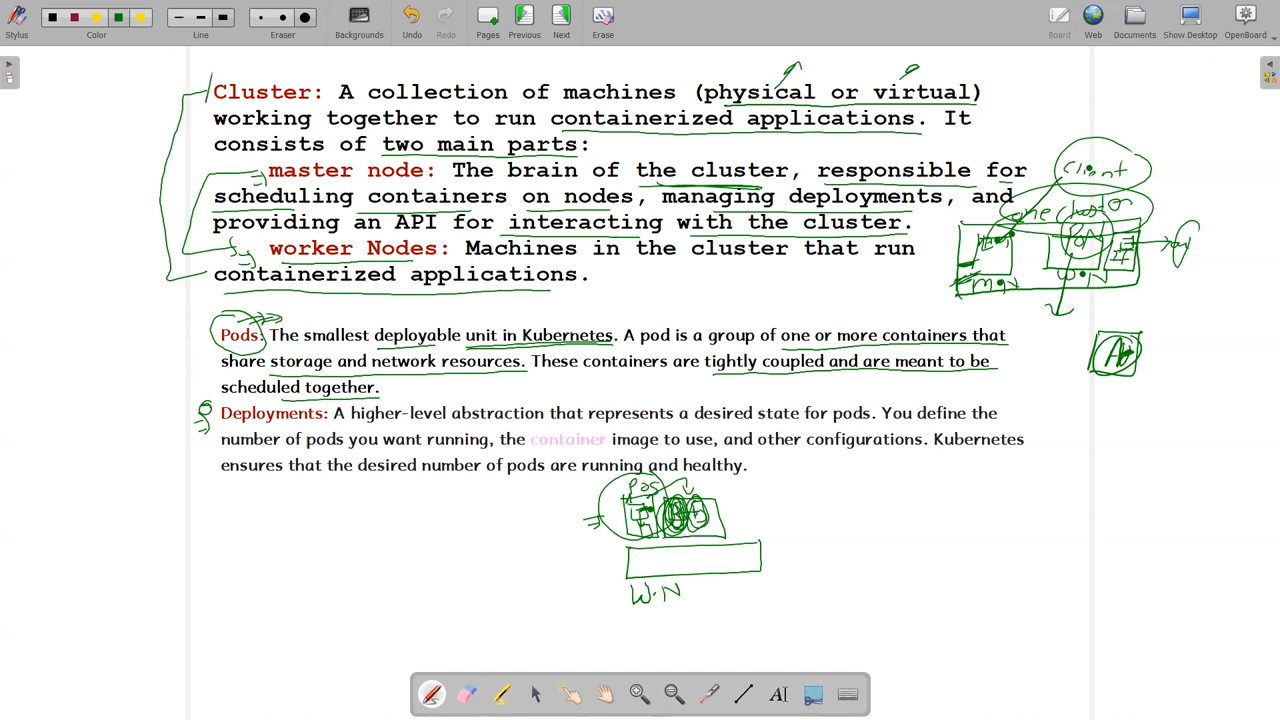 Stylus
Color
Line
Eraser
Backgrounds
Undo
Redo
Pages
Previous
Next
Erase
Board
Web
Documents
Show Desktop
OpenBoard
Cluster: A collection of machines (physical or virtual)
working together to run containerized applications. It
consists of two main parts:
master node: The brain of the cluster, responsible for
scheduling containers on nodes, managing deployments, and
providing an API for interacting with the cluster.
worker Nodes: Machines in the cluster that run
containerized applications.
client
one cluster
M.N
W.N
Pods: The smallest deployable unit in Kubernetes. A pod is a group of one or more containers that
share storage and network resources. These containers are tightly coupled and are meant to be
scheduled together.
Deployments: A higher-level abstraction that represents a desired state for pods. You define the
number of pods you want running, the container image to use, and other configurations. Kubernetes
ensures that the desired number of pods are running and healthy.
W.N